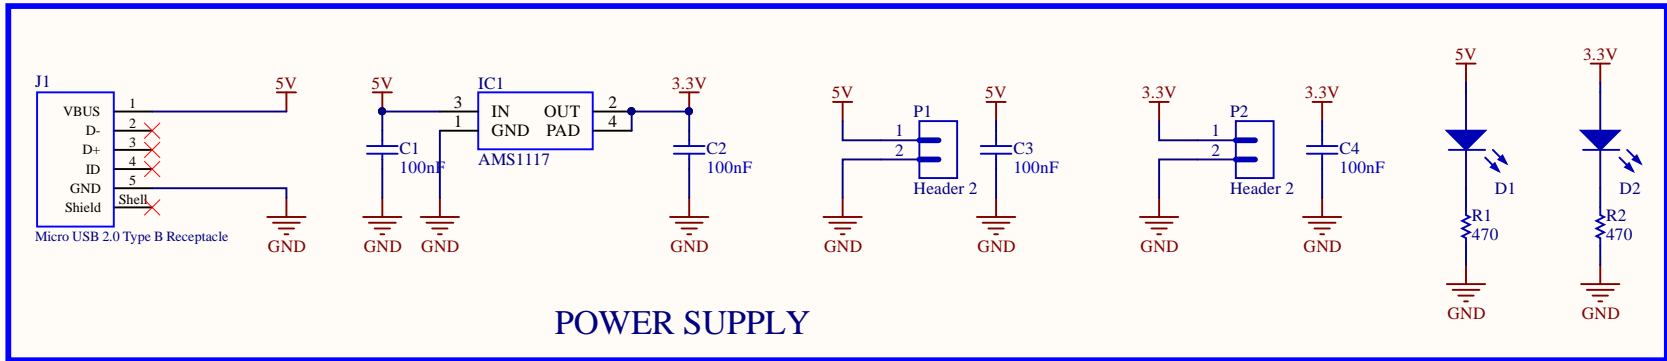 J1
VBUS 1
D- 2
D+ 3
ID 4
GND 5
Shield Shell
Micro USB 2.0 Type B Receptacle
5V
GND
5V
C1
100nF
GND
GND
IC1
3 IN OUT 2
1 GND PAD 4
AMS1117
3.3V
C2
100nF
GND
5V
P1
1
2
Header 2
GND
5V
C3
100nF
GND
3.3V
P2
1
2
Header 2
GND
3.3V
C4
100nF
GND
5V
D1
R1
470
GND
3.3V
D2
R2
470
GND
POWER SUPPLY